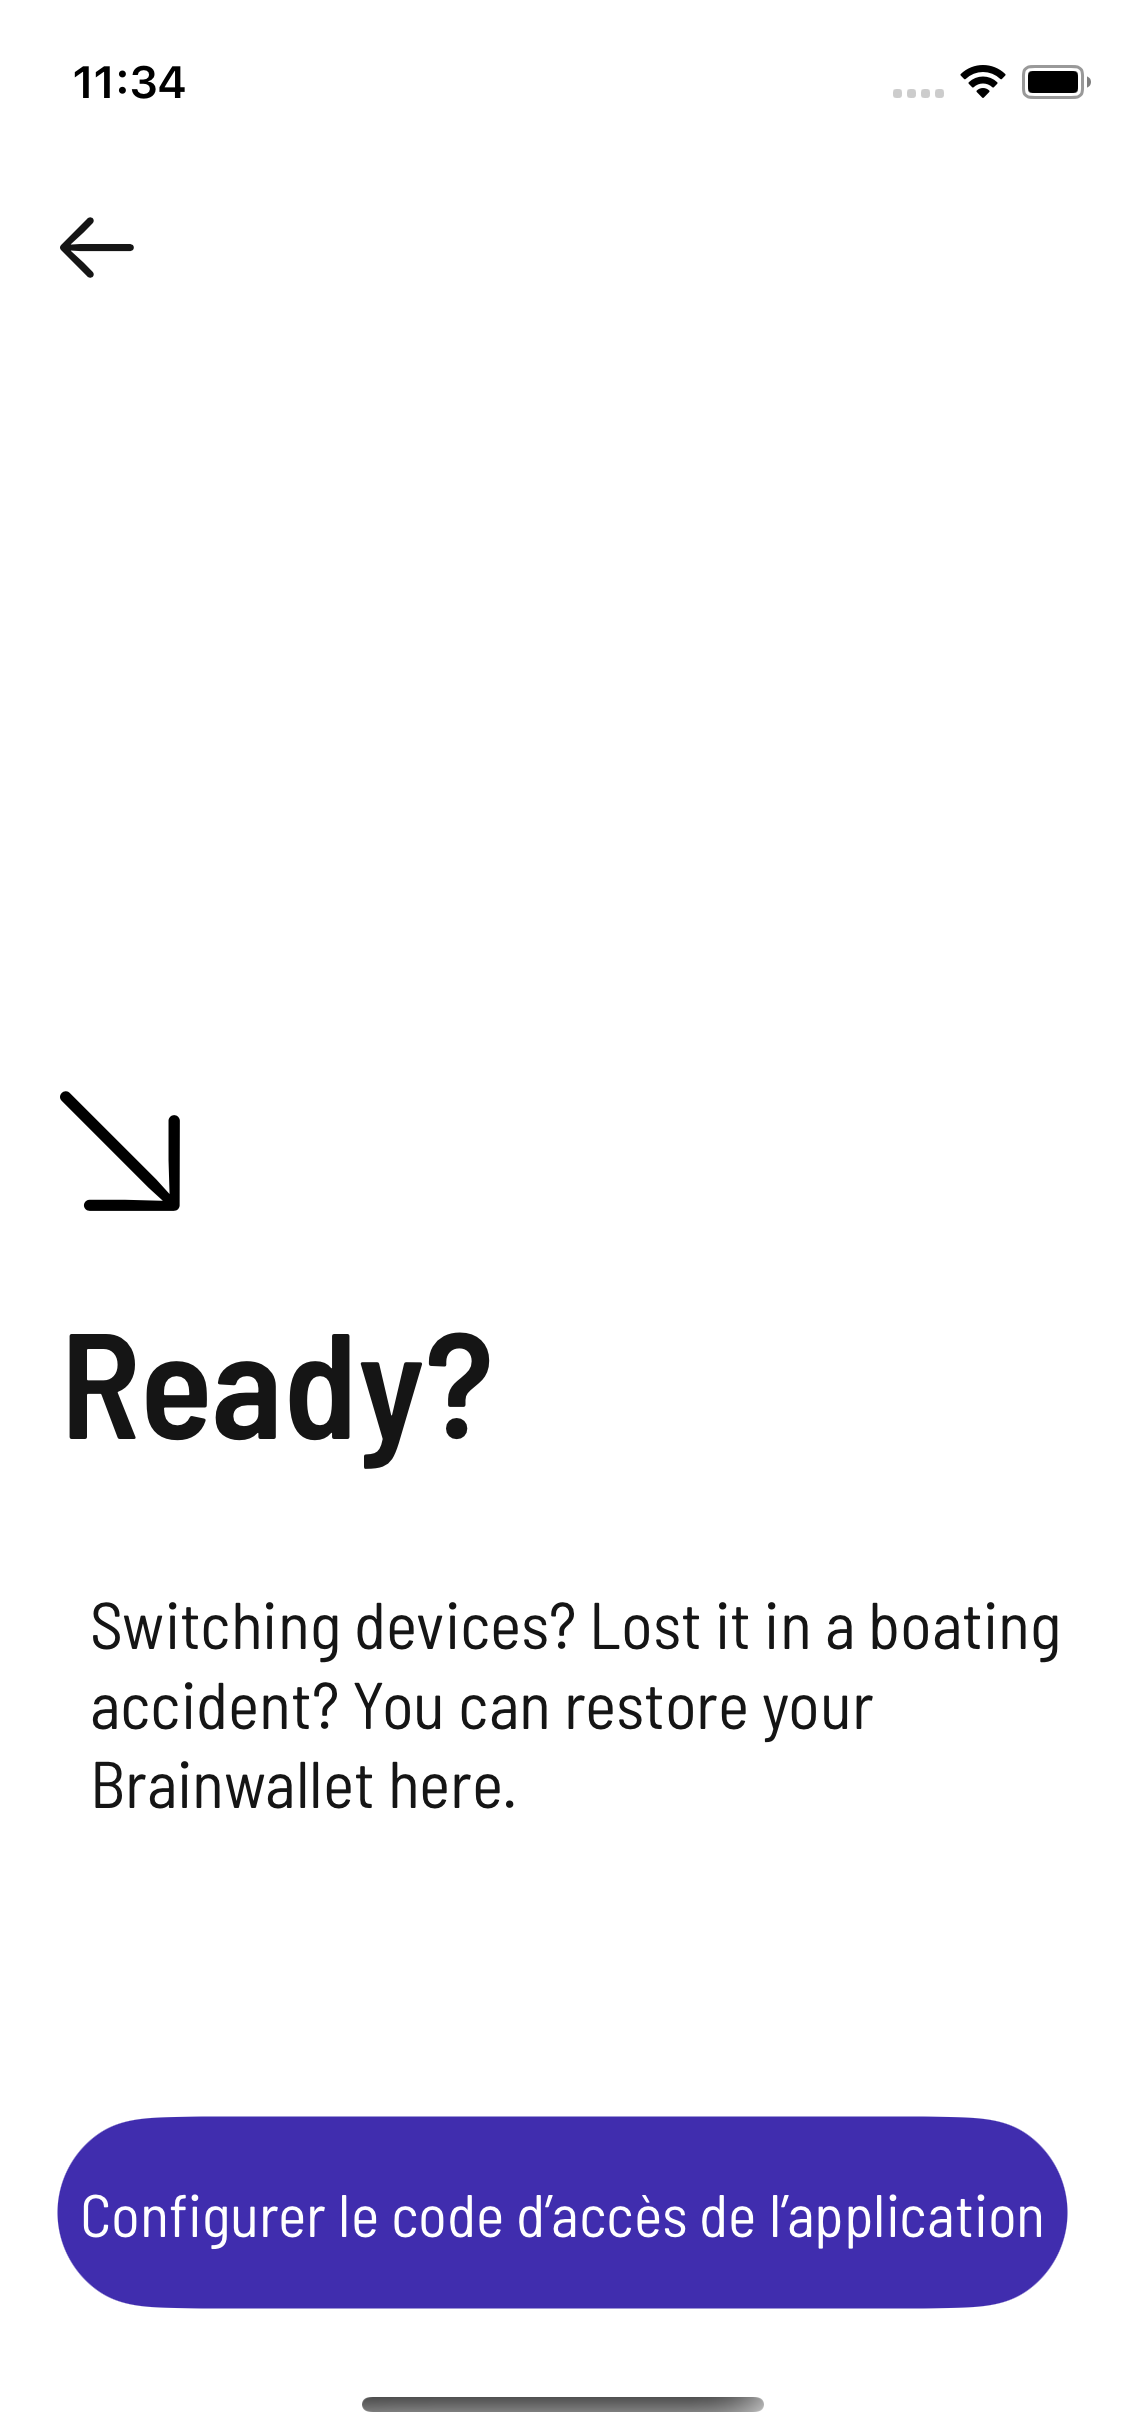 11:34
Ready?
Switching devices? Lost it in a boating
accident? You can restore your
Brainwallet here.
Configurer le code d’accès de l’application